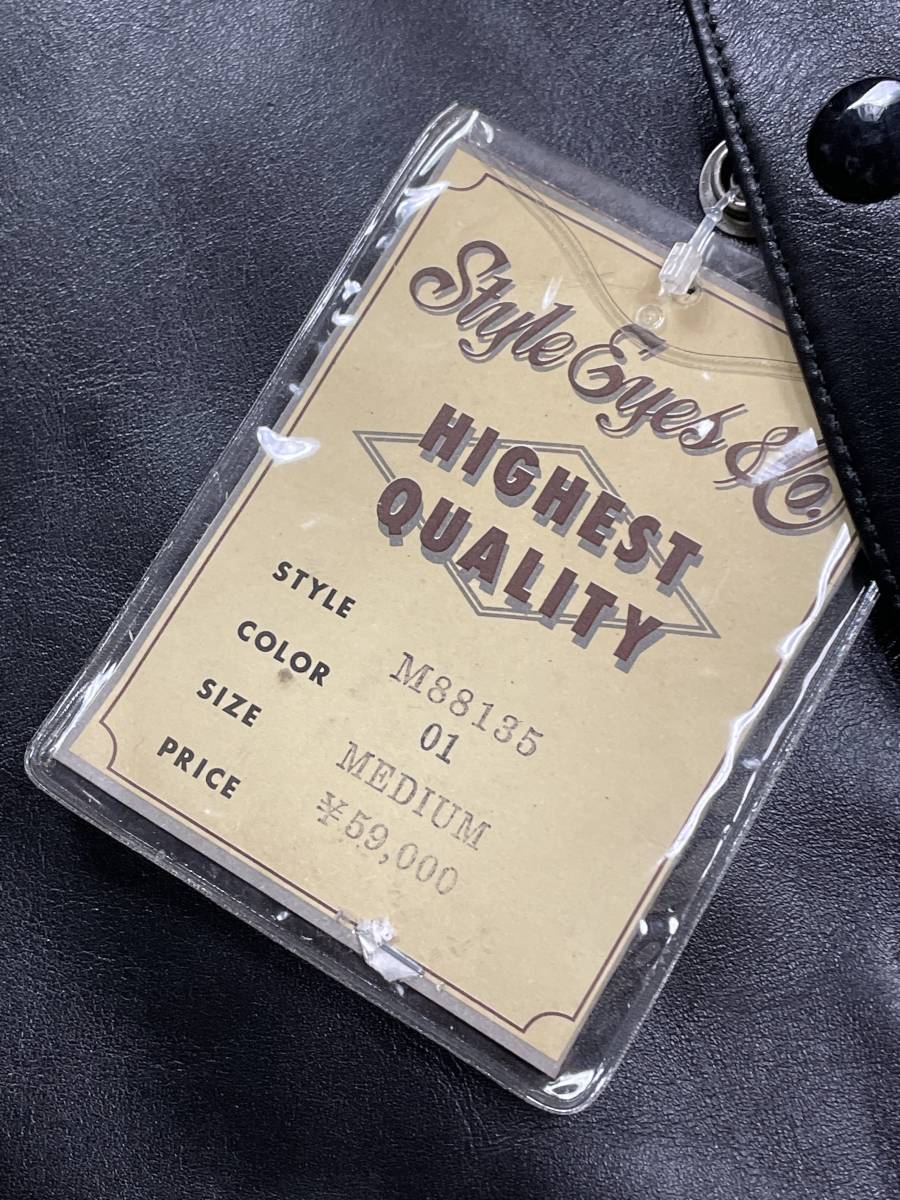 Style Eyes & Co.
HIGHEST
QUALITY
STYLE M88135
COLOR 01
SIZE MEDIUM
PRICE ¥59,000